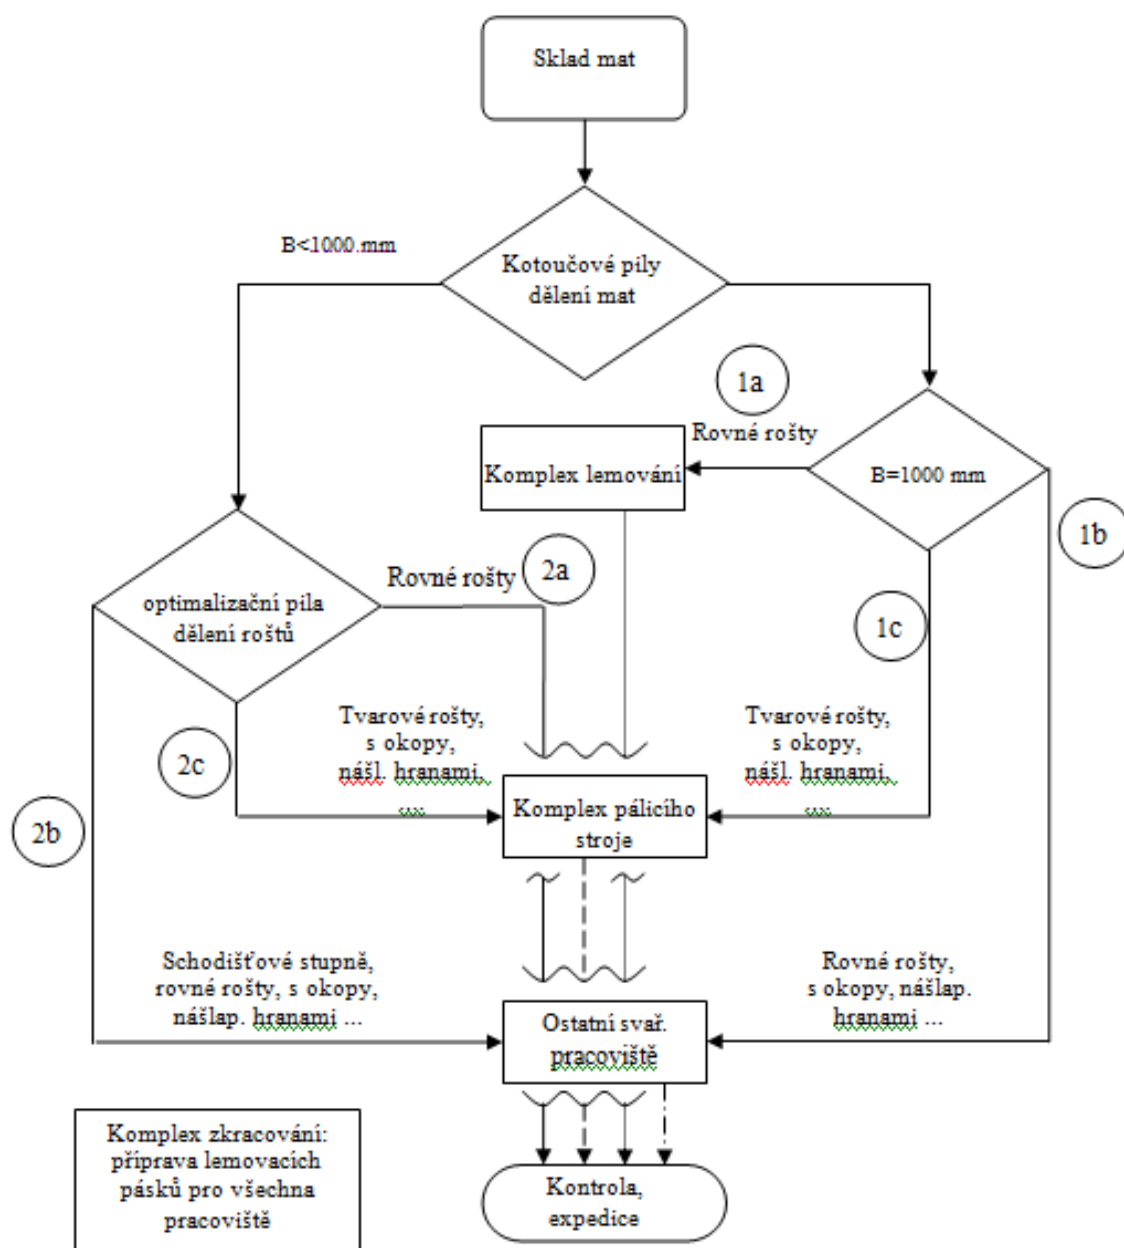 Sklad mat
B<1000.mm
Kotoučové pily
dělení mat
1a
Rovné rošty
Komplex lemování
B=1000 mm
1b
Rovné rošty
2a
optimalizační pila
dělení roštů
1c
Tvarové rošty,
s okopy,
nášl. hranami.
...
Tvarové rošty,
s okopy,
nášl. hranami.
...
2c
Komplex pálicího
stroje
2b
Schodišťové stupně,
rovné rošty, s okopy,
nášlap. hranami ...
Rovné rošty,
s okopy, nášlap.
hranami ...
Ostatní svař.
pracoviště
Komplex zkracování:
příprava lemovacích
pásků pro všechna
pracoviště
Kontrola,
expedice